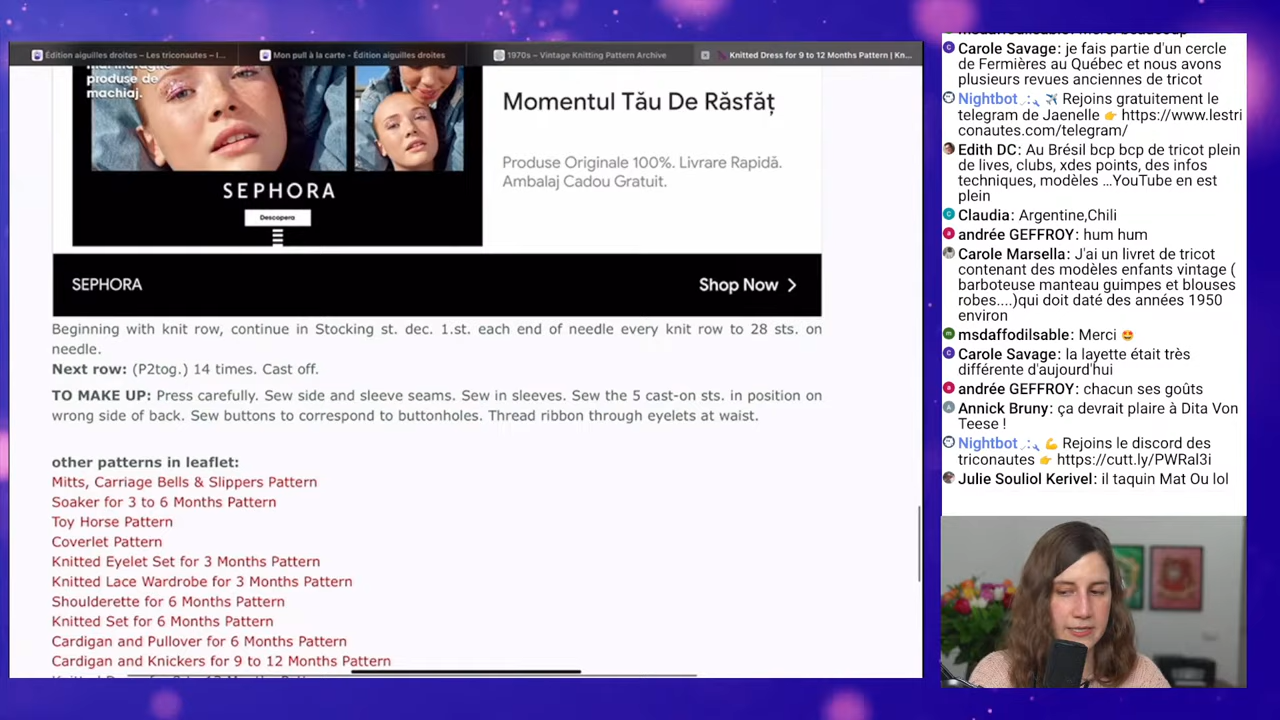 Édition aiguilles droites – Les triconautes – I...
Mon pull à la carte - Édition aiguilles droites
1970s – Vintage Knitting Pattern Archive
Knitted Dress for 9 to 12 Months Pattern | Kn...
produse de
machiaj.
SEPHORA
Descopera
Momentul Tău De Răsfăț
Produse Originale 100%. Livrare Rapidă.
Ambalaj Cadou Gratuit.
SEPHORA
Shop Now
Beginning with knit row, continue in Stocking st. dec. 1.st. each end of needle every knit row to 28 sts. on
needle.
Next row: (P2tog.) 14 times. Cast off.
TO MAKE UP: Press carefully. Sew side and sleeve seams. Sew in sleeves. Sew the 5 cast-on sts. in position on
wrong side of back. Sew buttons to correspond to buttonholes. Thread ribbon through eyelets at waist.
other patterns in leaflet:
Mitts, Carriage Bells & Slippers Pattern
Soaker for 3 to 6 Months Pattern
Toy Horse Pattern
Coverlet Pattern
Knitted Eyelet Set for 3 Months Pattern
Knitted Lace Wardrobe for 3 Months Pattern
Shoulderette for 6 Months Pattern
Knitted Set for 6 Months Pattern
Cardigan and Pullover for 6 Months Pattern
Cardigan and Knickers for 9 to 12 Months Pattern
Carole Savage: je fais partie d'un cercle
de Fermières au Québec et nous avons
plusieurs revues anciennes de tricot
Nightbot : ✈️ Rejoins gratuitement le
telegram de Jaenelle 👉 https://www.lestri
conautes.com/telegram/
Edith DC: Au Brésil bcp bcp de tricot plein
de lives, clubs, xdes points, des infos
techniques, modèles ...YouTube en est
plein
Claudia: Argentine,Chili
andrée GEFFROY: hum hum
Carole Marsella: J'ai un livret de tricot
contenant des modèles enfants vintage (
barboteuse manteau guimpes et blouses
robes....)qui doit daté des années 1950
environ
msdaffodilsable: Merci 🤩
Carole Savage: la layette était très
différente d'aujourd'hui
andrée GEFFROY: chacun ses goûts
Annick Bruny: ça devrait plaire à Dita Von
Teese !
Nightbot : 💪 Rejoins le discord des
triconautes 👉 https://cutt.ly/PWRal3i
Julie Souliol Kerivel: il taquin Mat Ou lol